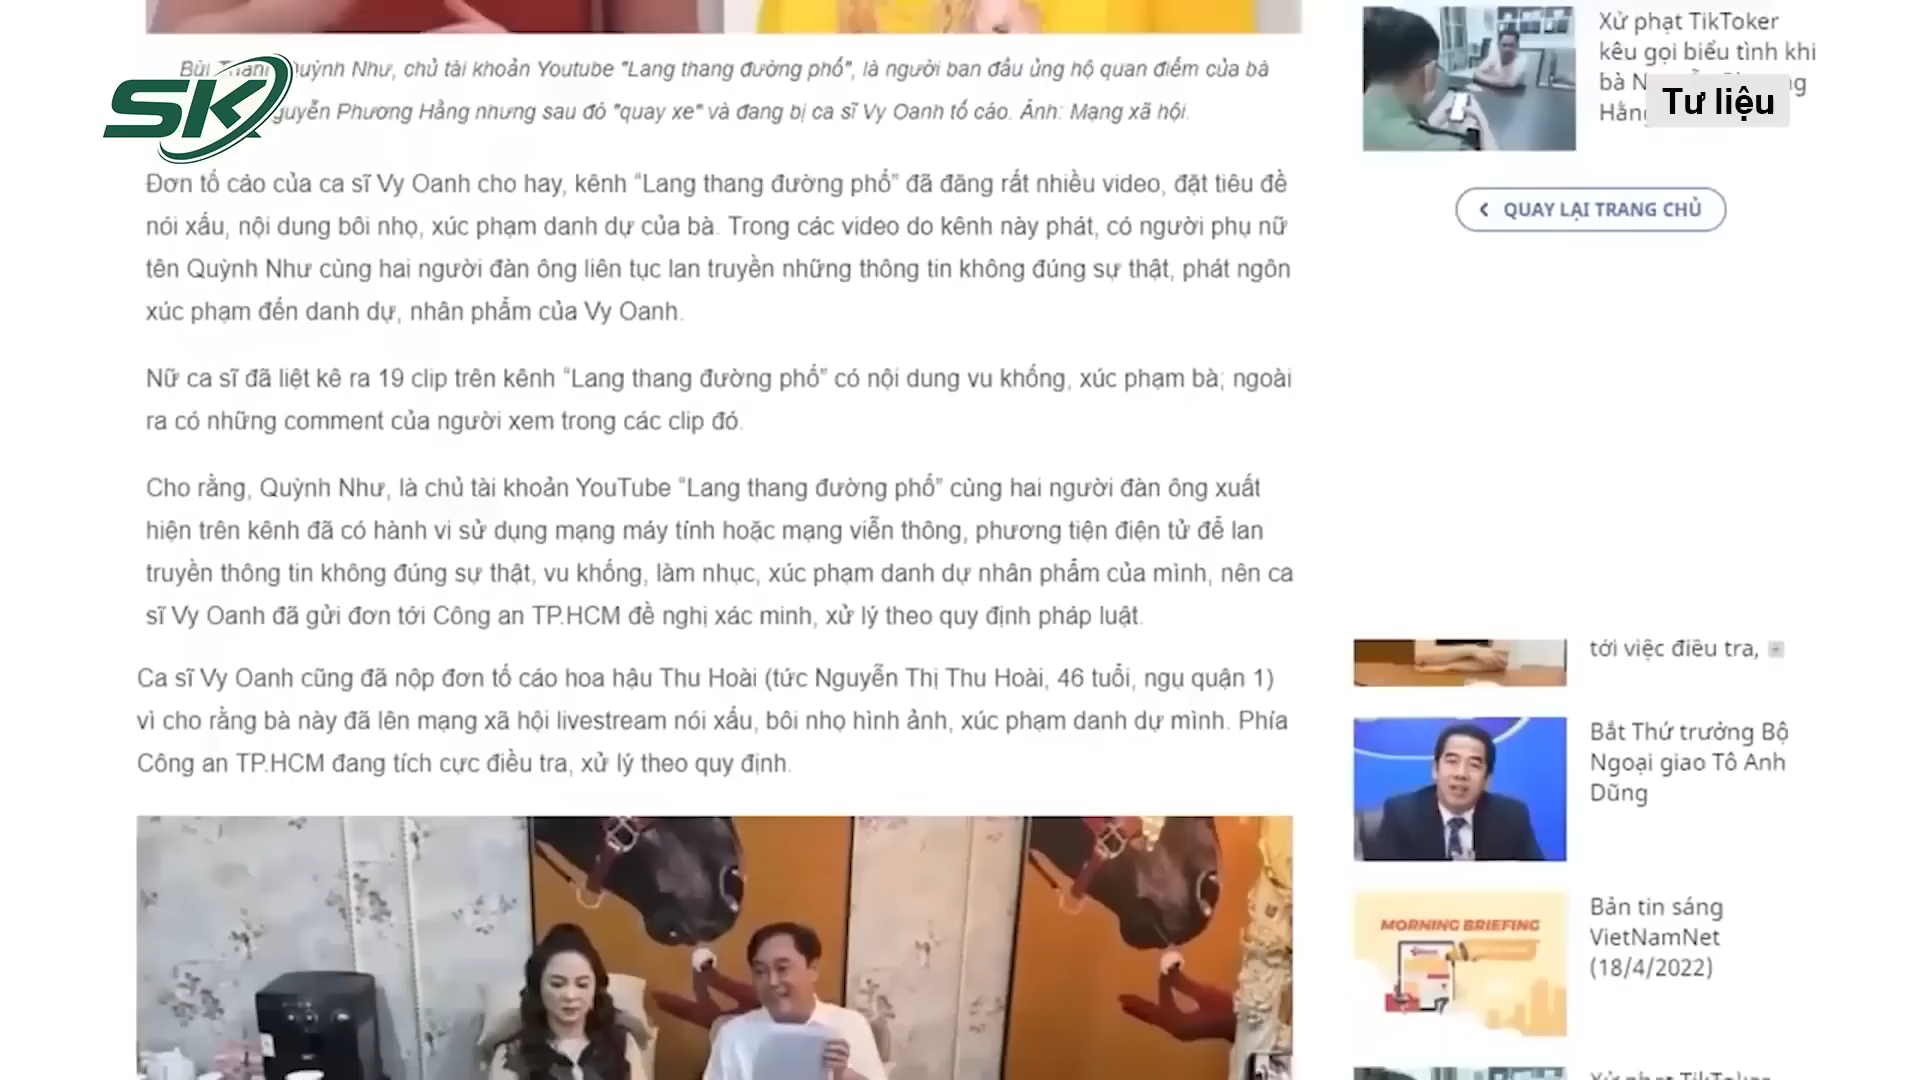 SK
Bùi Thanh Quỳnh Như, chủ tài khoản Youtube "Lang thang đường phố", là người ban đầu ủng hộ quan điểm của bà
Nguyễn Phương Hằng nhưng sau đó "quay xe" và đang bị ca sĩ Vy Oanh tố cáo. Ảnh: Mạng xã hội.
Đơn tố cáo của ca sĩ Vy Oanh cho hay, kênh “Lang thang đường phố” đã đăng rất nhiều video, đặt tiêu đề
nói xấu, nội dung bôi nhọ, xúc phạm danh dự của bà. Trong các video do kênh này phát, có người phụ nữ
tên Quỳnh Như cùng hai người đàn ông liên tục lan truyền những thông tin không đúng sự thật, phát ngôn
xúc phạm đến danh dự, nhân phẩm của Vy Oanh.
Nữ ca sĩ đã liệt kê ra 19 clip trên kênh “Lang thang đường phố” có nội dung vu khống, xúc phạm bà; ngoài
ra có những comment của người xem trong các clip đó.
Cho rằng, Quỳnh Như, là chủ tài khoản YouTube “Lang thang đường phố” cùng hai người đàn ông xuất
hiện trên kênh đã có hành vi sử dụng mạng máy tính hoặc mạng viễn thông, phương tiện điện tử để lan
truyền thông tin không đúng sự thật, vu khống, làm nhục, xúc phạm danh dự nhân phẩm của mình, nên ca
sĩ Vy Oanh đã gửi đơn tới Công an TP.HCM đề nghị xác minh, xử lý theo quy định pháp luật.
Ca sĩ Vy Oanh cũng đã nộp đơn tố cáo hoa hậu Thu Hoài (tức Nguyễn Thị Thu Hoài, 46 tuổi, ngụ quận 1)
vì cho rằng bà này đã lên mạng xã hội livestream nói xấu, bôi nhọ hình ảnh, xúc phạm danh dự mình. Phía
Công an TP.HCM đang tích cực điều tra, xử lý theo quy định.
Xử phạt TikToker
kêu gọi biểu tình khi
bà
Hằng
Tư liệu
QUAY LẠI TRANG CHỦ
tới việc điều tra,
Bắt Thứ trưởng Bộ
Ngoại giao Tô Anh
Dũng
MORNING BRIEFING
Bản tin sáng
VietNamNet
(18/4/2022)